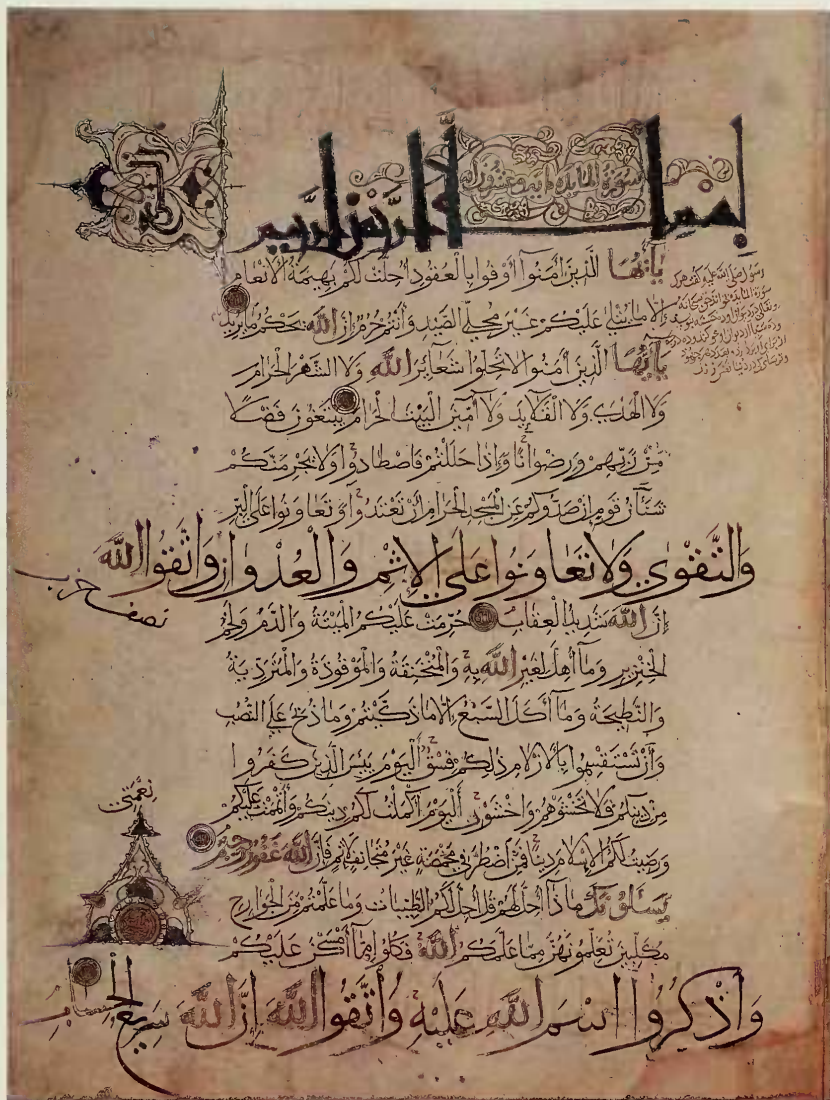 سورة المائدة مائة وعشرون
بسم الله الرحمن الرحيم
يا أيها الذين آمنوا أوفوا بالعقود أحلت لكم بهيمة الأنعام
إلا ما يتلى عليكم غير محلي الصيد وأنتم حرم إن الله يحكم ما يريد
يا أيها الذين آمنوا لا تحلوا شعائر الله ولا الشهر الحرام
ولا الهدي ولا القلائد ولا آمين البيت الحرام يبتغون فضلا
من ربهم ورضوانا وإذا حللتم فاصطادوا ولا يجرمنكم
شنآن قوم أن صدوكم عن المسجد الحرام أن تعتدوا وتعاونوا على البر
والتقوى ولا تعاونوا على الإثم والعدوان واتقوا الله
نصف حزب
إن الله شديد العقاب حرمت عليكم الميتة والدم ولحم
الخنزير وما أهل لغير الله به والمنخنقة والموقوذة والمتردية
والنطيحة وما أكل السبع إلا ما ذكيتم وما ذبح على النصب
وأن تستقسموا بالأزلام ذلكم فسق اليوم يئس الذين كفروا
من دينكم فلا تخشوهم واخشون اليوم أكملت لكم دينكم وأتممت عليكم
نعمتي
ورضيت لكم الإسلام دينا فمن اضطر في مخمصة غير متجانف لإثم فإن الله غفور رحيم
يسألونك ماذا أحل لهم قل أحل لكم الطيبات وما علمتم من الجوارح
مكلبين تعلمونهن مما علمكم الله فكلوا مما أمسكن عليكم
واذكروا اسم الله عليه واتقوا الله إن الله سريع الحساب